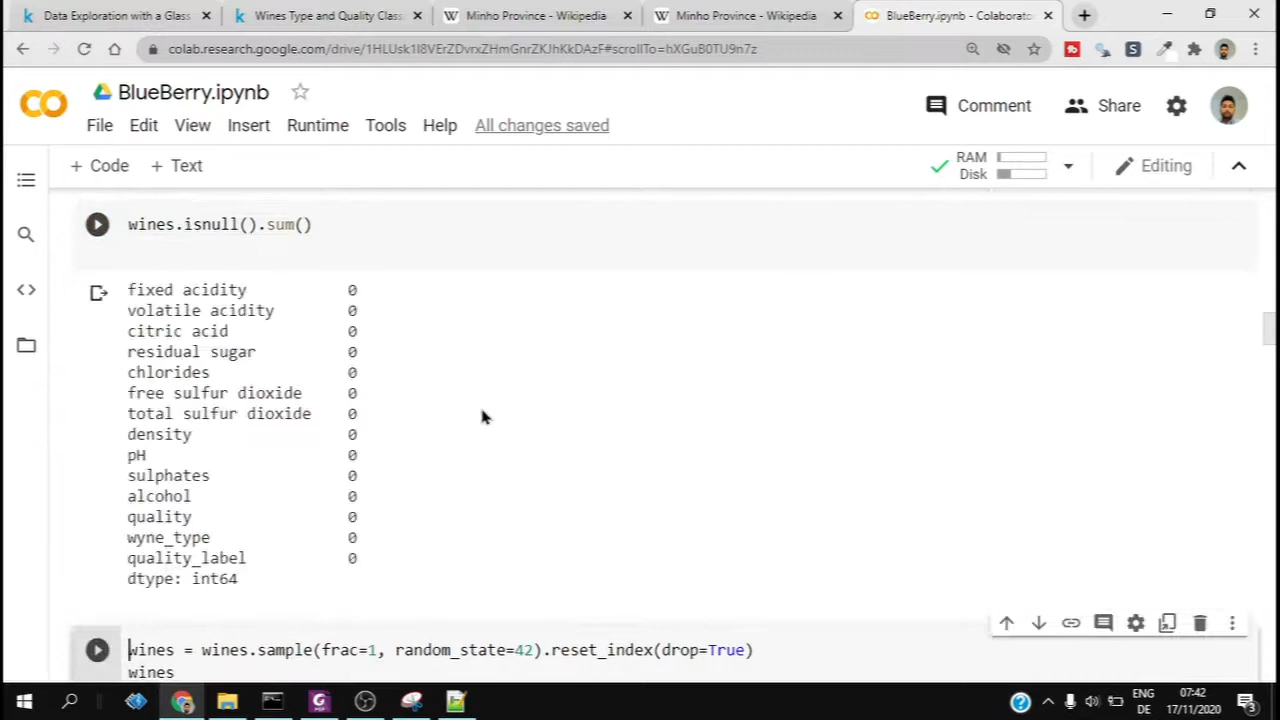 Data Exploration with a Glass
Wines Type and Quality Class
Minho Province - Wikipedia
Minho Province - Wikipedia
BlueBerry.ipynb - Colaborato
colab.research.google.com/drive/1HLUsk1I8VErZDvrxZHmGnrZKJhKkDAzF#scrollTo=hXGuB0TU9n7z
BlueBerry.ipynb
Comment
Share
File Edit View Insert Runtime Tools Help All changes saved
+ Code + Text
RAM
Disk
Editing
wines.isnull().sum()
fixed acidity 0
volatile acidity 0
citric acid 0
residual sugar 0
chlorides 0
free sulfur dioxide 0
total sulfur dioxide 0
density 0
pH 0
sulphates 0
alcohol 0
quality 0
wyne_type 0
quality_label 0
dtype: int64
wines = wines.sample(frac=1, random_state=42).reset_index(drop=True)
wines
ENG
DE
07:42
17/11/2020
3